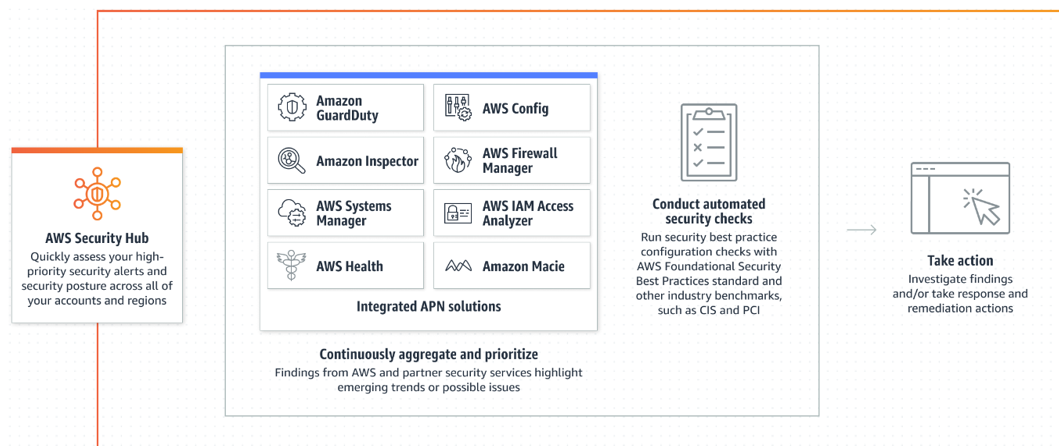 AWS Security Hub
Quickly assess your high-
priority security alerts and
security posture across all of
your accounts and regions
Amazon
GuardDuty
AWS Config
Amazon Inspector
AWS Firewall
Manager
AWS Systems
Manager
AWS IAM Access
Analyzer
AWS Health
Amazon Macie
Integrated APN solutions
Continuously aggregate and prioritize
Findings from AWS and partner security services highlight
emerging trends or possible issues
Conduct automated
security checks
Run security best practice
configuration checks with
AWS Foundational Security
Best Practices standard and
other industry benchmarks,
such as CIS and PCI
Take action
Investigate findings
and/or take response and
remediation actions